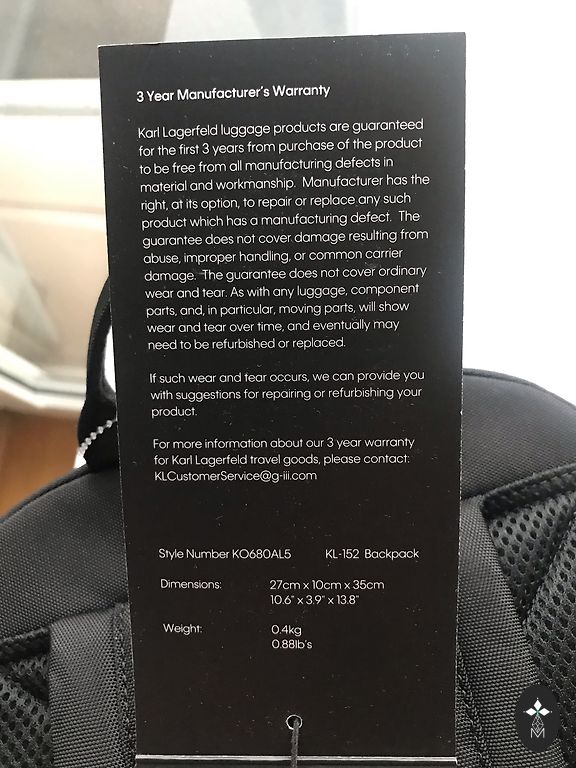 3 Year Manufacturer's Warranty
Karl Lagerfeld luggage products are guaranteed
for the first 3 years from purchase of the product
to be free from all manufacturing defects in
material and workmanship. Manufacturer has the
right, at its option, to repair or replace any such
product which has a manufacturing defect. The
guarantee does not cover damage resulting from
abuse, improper handling, or common carrier
damage. The guarantee does not cover ordinary
wear and tear. As with any luggage, component
parts, and, in particular, moving parts, will show
wear and tear over time, and eventually may
need to be refurbished or replaced.
If such wear and tear occurs, we can provide you
with suggestions for repairing or refurbishing your
product.
For more information about our 3 year warranty
for Karl Lagerfeld travel goods, please contact:
KLCustomerService@g-iii.com
Style Number KO680AL5 KL-152 Backpack
Dimensions: 27cm x 10cm x 35cm
10.6" x 3.9" x 13.8"
Weight: 0.4kg
0.88lb's
M